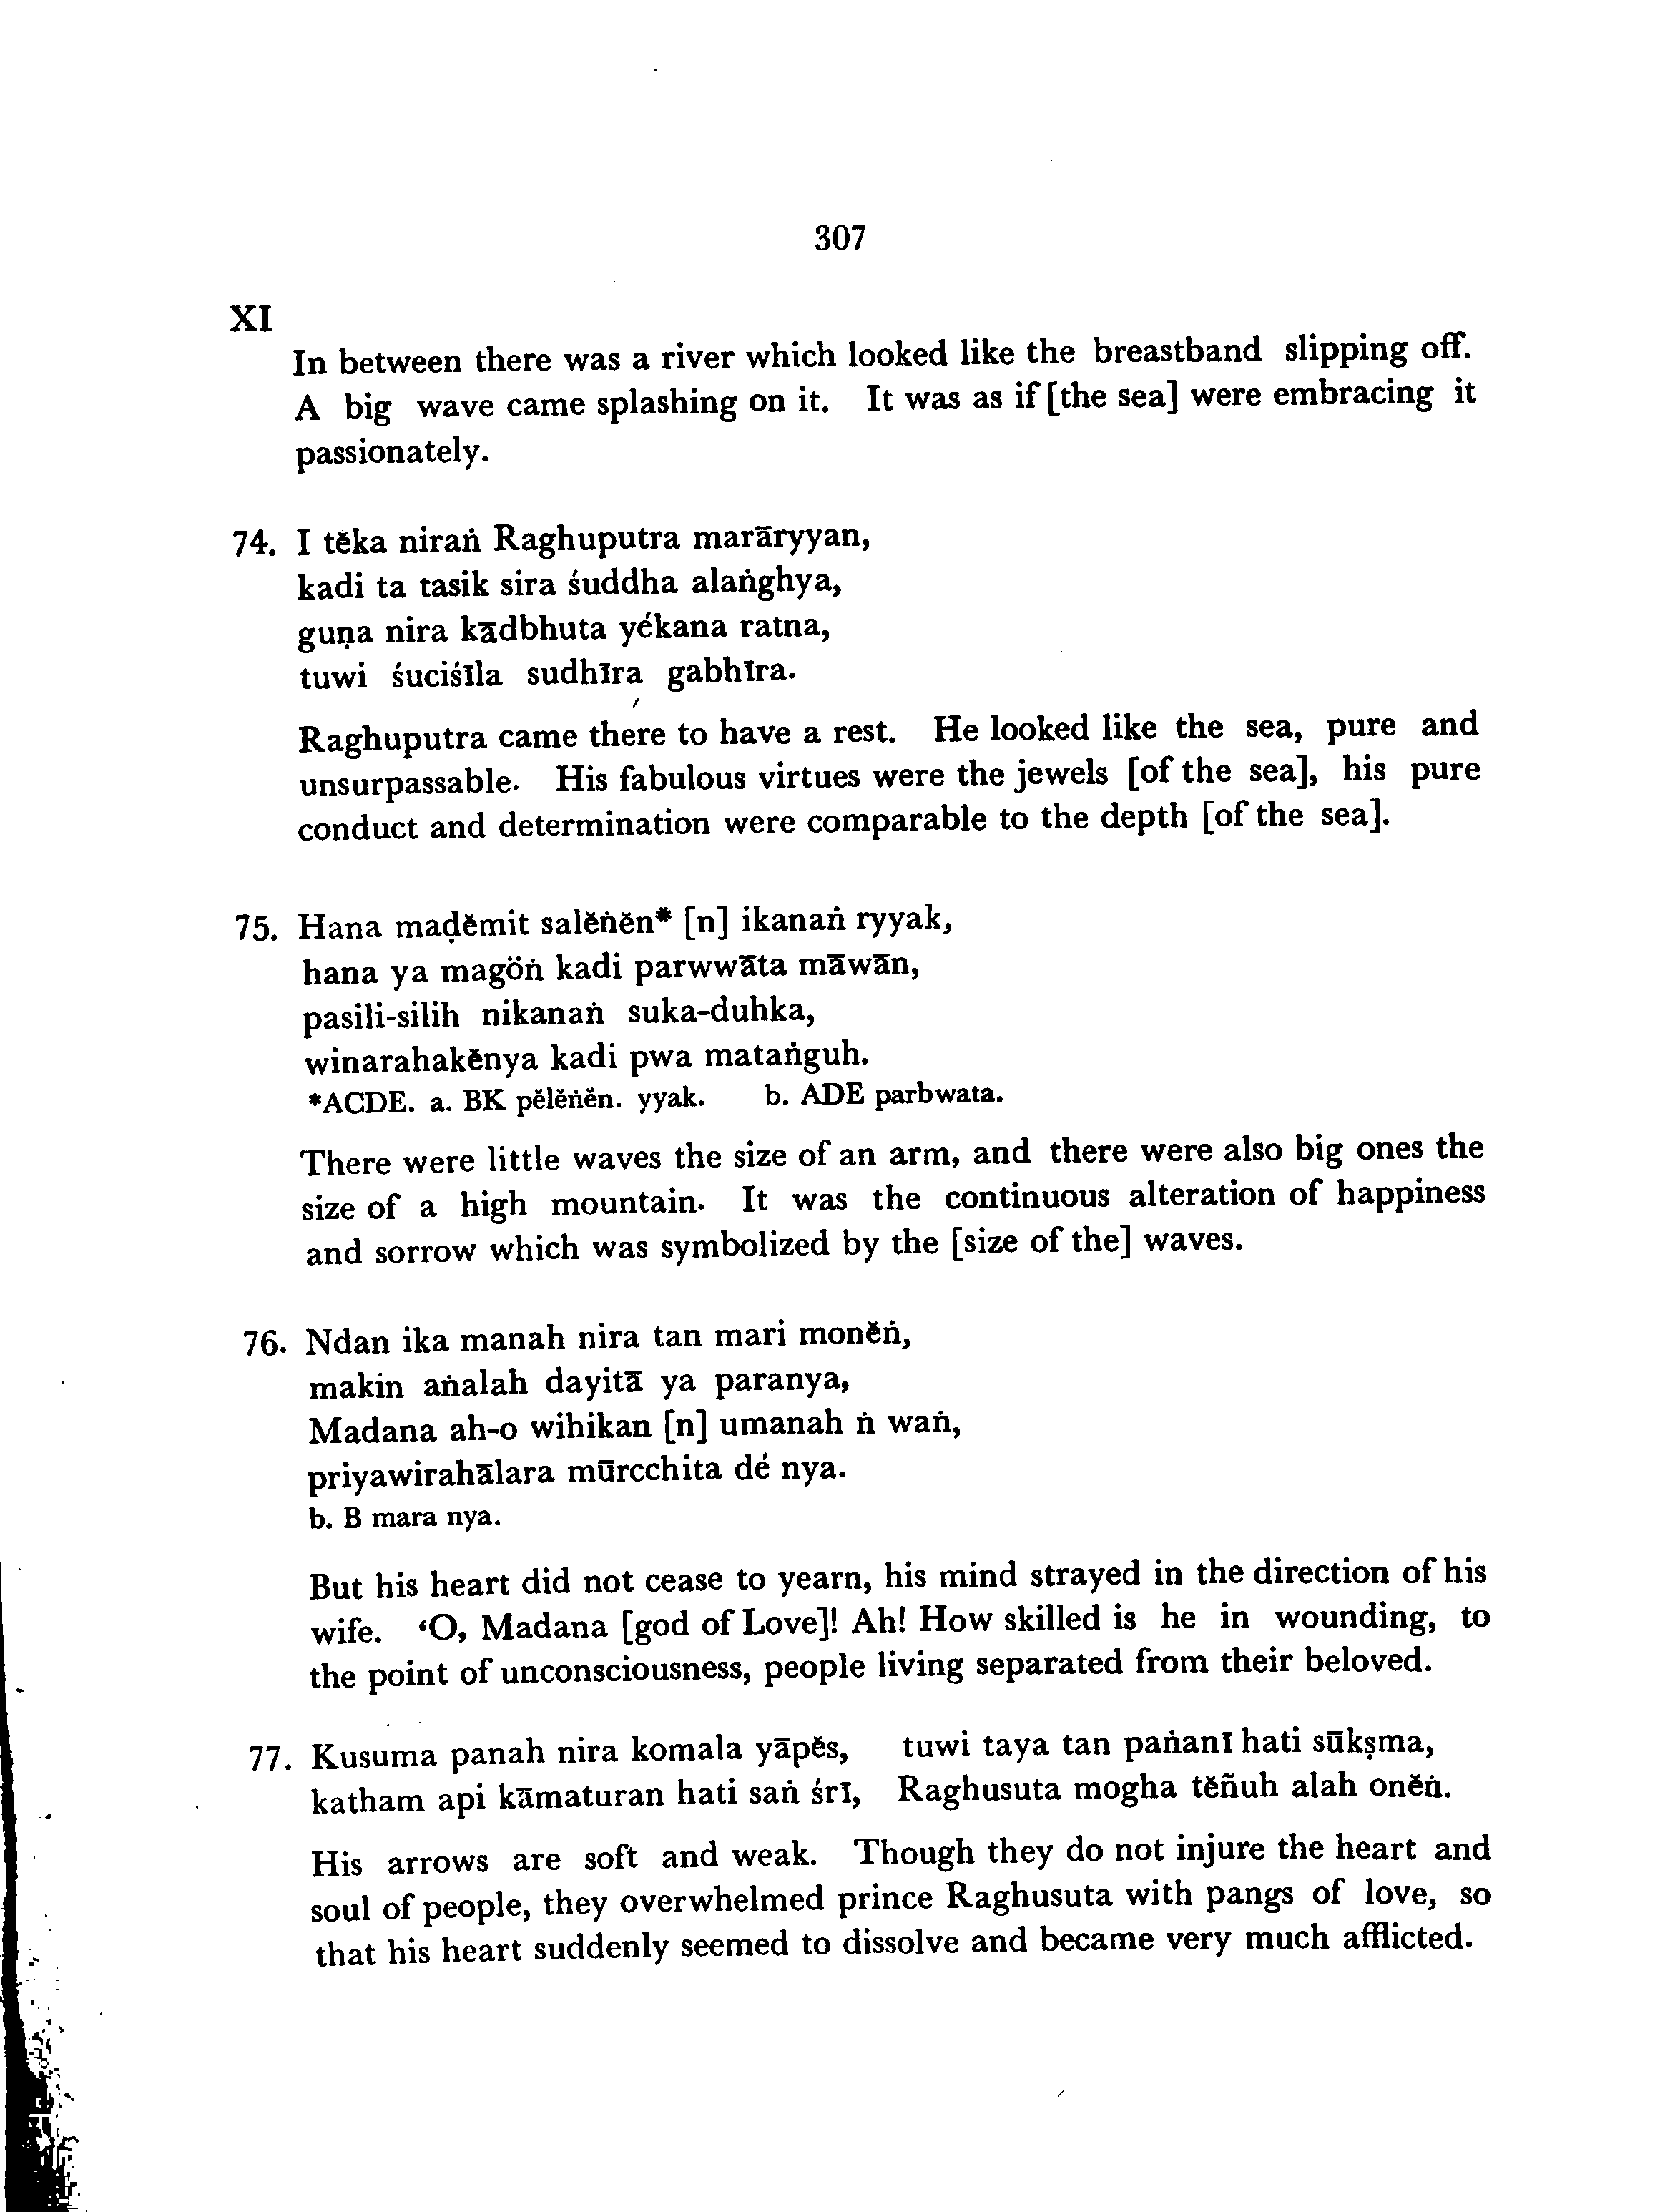 307
XI
In between there was a river which looked like the breastband slipping off.
A big wave came splashing on it. It was as if [the sea] were embracing it
passionately.
74. I tĕka niraṅ Raghuputra marāryyan,
kadi ta tasik sira śuddha alaṅghya,
guṇa nira kādbhuta yékana ratna,
tuwi śuciśīla sudhīra gabhīra.
Raghuputra came there to have a rest. He looked like the sea, pure and
unsurpassable. His fabulous virtues were the jewels [of the sea], his pure
conduct and determination were comparable to the depth [of the sea].
75. Hana maḍĕmit salĕṅĕn* [n] ikanaṅ ryyak,
hana ya magöṅ kadi parwwāta māwān,
pasili-silih nikanaṅ suka-duhka,
winarahakĕnya kadi pwa mataṅguh.
*ACDE. a. BK pĕlĕṅĕn. yyak. b. ADE parbwata.
There were little waves the size of an arm, and there were also big ones the
size of a high mountain. It was the continuous alteration of happiness
and sorrow which was symbolized by the [size of the] waves.
76. Ndan ika manah nira tan mari monĕṅ,
makin aṅalah dayitā ya paranya,
Madana ah-o wihikan [n] umanah ṅ waṅ,
priyawirahālara mūrcchita dé nya.
b. B mara nya.
But his heart did not cease to yearn, his mind strayed in the direction of his
wife. ‘O, Madana [god of Love]! Ah! How skilled is he in wounding, to
the point of unconsciousness, people living separated from their beloved.
77. Kusuma panah nira komala yāpĕs, tuwi taya tan paṅanī hati sūkṣma,
katham api kāmaturan hati saṅ śrī, Raghusuta mogha tĕñuh alah onĕṅ.
His arrows are soft and weak. Though they do not injure the heart and
soul of people, they overwhelmed prince Raghusuta with pangs of love, so
that his heart suddenly seemed to dissolve and became very much afflicted.